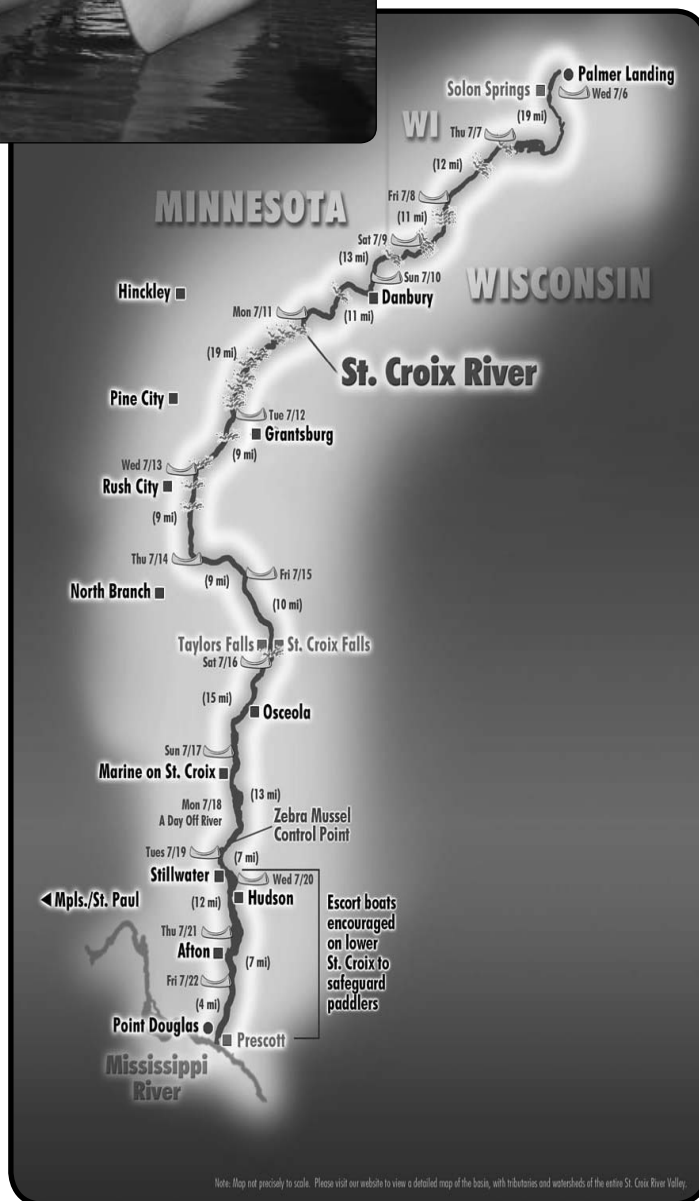 Palmer Landing
Solon Springs
Wed 7/6
(19 mi)
WI
Thu 7/7
(12 mi)
Fri 7/8
MINNESOTA
(11 mi)
Sat 7/9
(13 mi)
Sun 7/10
WISCONSIN
Hinckley
Danbury
Mon 7/11
(11 mi)
(19 mi)
St. Croix River
Pine City
Tue 7/12
Grantsburg
(9 mi)
Wed 7/13
Rush City
(9 mi)
Thu 7/14
(9 mi)
Fri 7/15
North Branch
(10 mi)
Taylors Falls
St. Croix Falls
Sat 7/16
(15 mi)
Osceola
Sun 7/17
Marine on St. Croix
(13 mi)
Mon 7/18
A Day Off River
Zebra Mussel
Control Point
Tues 7/19
(7 mi)
Stillwater
Wed 7/20
Mpls./St. Paul
(12 mi)
Hudson
Escort boats
encouraged
on lower
St. Croix to
safeguard
paddlers
Thu 7/21
Afton
(7 mi)
Fri 7/22
(4 mi)
Point Douglas
Prescott
Mississippi
River
Note: Map not precisely to scale. Please visit our website to view a detailed map of the basin, with tributaries and watersheds of the entire St. Croix River Valley.